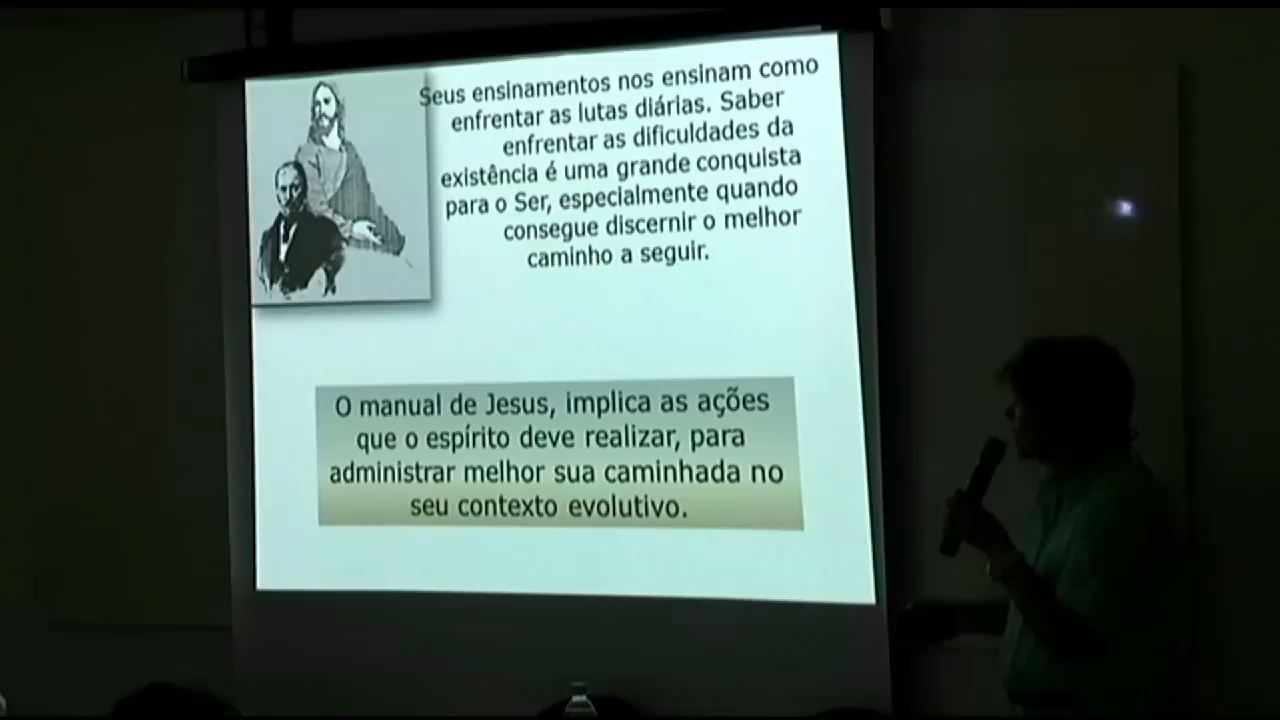 Seus ensinamentos nos ensinam como
enfrentar as lutas diárias. Saber
enfrentar as dificuldades da
existência é uma grande conquista
para o Ser, especialmente quando
consegue discernir o melhor
caminho a seguir.
O manual de Jesus, implica as ações
que o espírito deve realizar, para
administrar melhor sua caminhada no
seu contexto evolutivo.